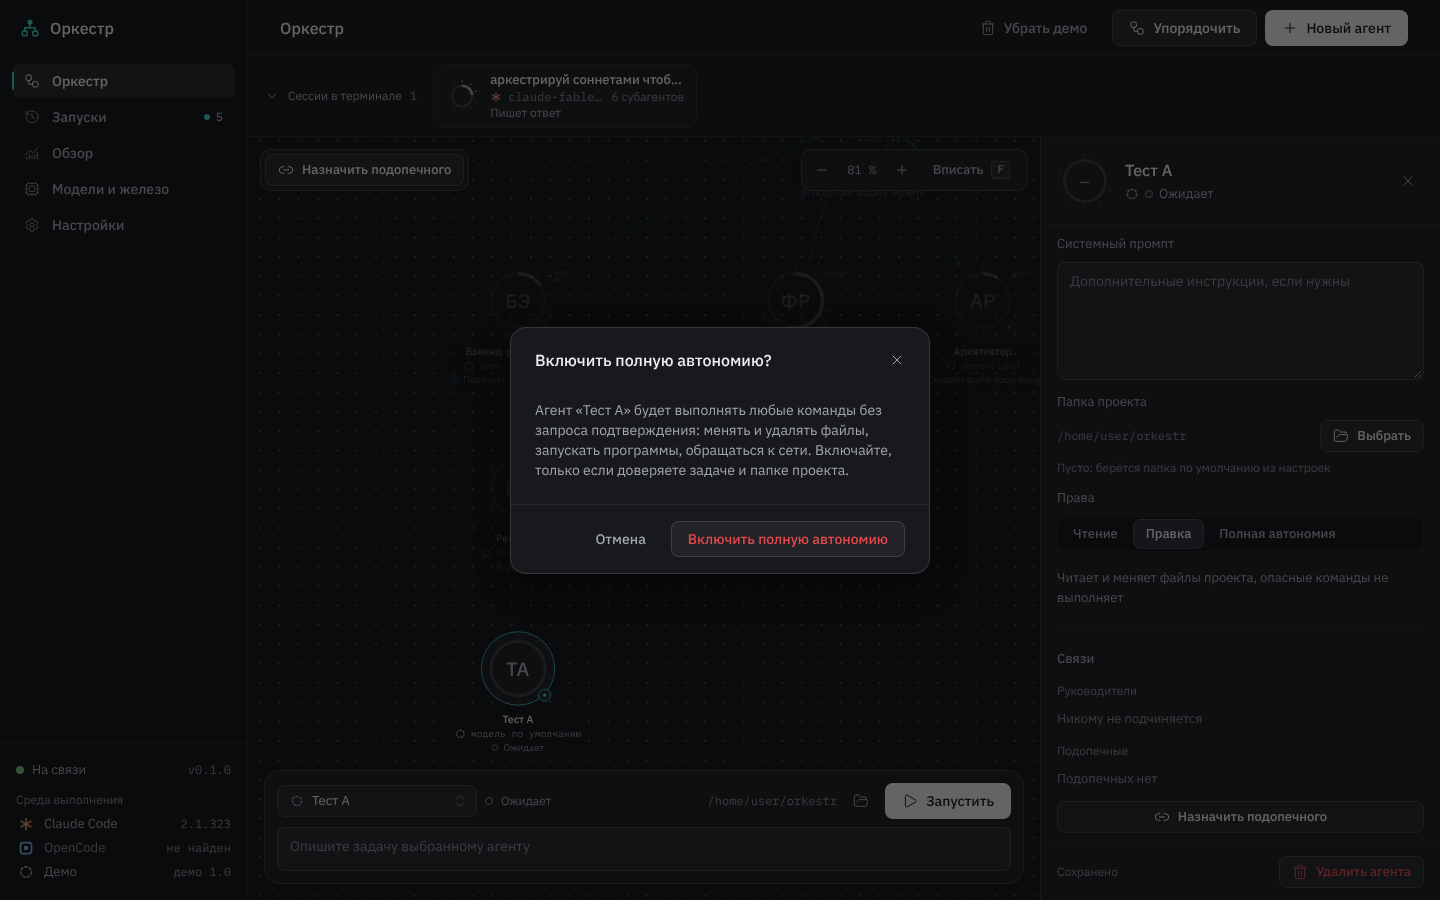 Оркестр
Оркестр
Убрать демо
Упорядочить
Новый агент
Оркестр
Запуски
5
Обзор
Модели и железо
Настройки
Сессии в терминале 1
аркестрируй соннетами чтоб...
claude-fable… 6 субагентов
Пишет ответ
Назначить подопечного
81 %
Вписать F
Тест А
Ожидает
Системный промпт
Дополнительные инструкции, если нужны
БЭ
ФР
АР
Архитектор
demo-cloud
Поручает
Включить полную автономию?
Агент «Тест А» будет выполнять любые команды без
запроса подтверждения: менять и удалять файлы,
запускать программы, обращаться к сети. Включайте,
только если доверяете задаче и папке проекта.
Отмена
Включить полную автономию
Папка проекта
/home/user/orkestr
Выбрать
Пусто: берётся папка по умолчанию из настроек
Права
Чтение
Правка
Полная автономия
Читает и меняет файлы проекта, опасные команды не
выполняет
Связи
Руководители
Никому не подчиняется
Подопечные
Подопечных нет
Назначить подопечного
Сохранено
Удалить агента
ТА
Тест А
модель по умолчанию
Ожидает
Тест А
Ожидает
/home/user/orkestr
Запустить
Опишите задачу выбранному агенту
На связи
v0.1.0
Среда выполнения
Claude Code
2.1.323
OpenCode
не найден
Демо
демо 1.0